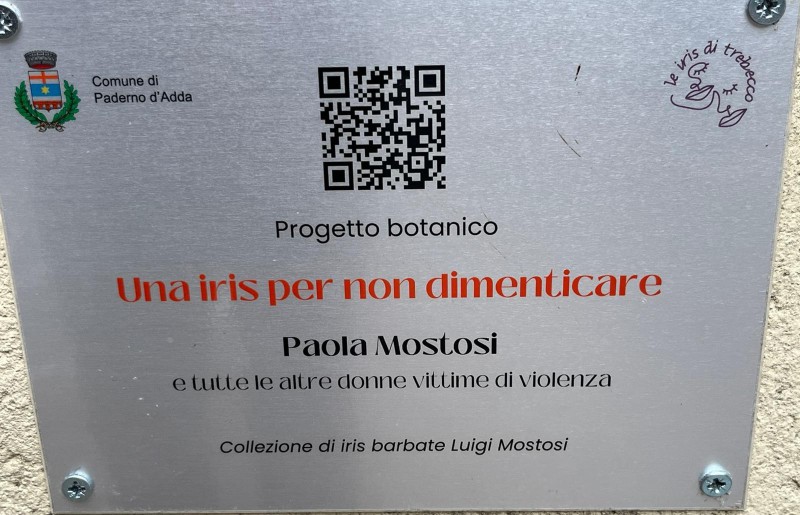 Comune di
Paderno d'Adda
le iris di trebecco
Progetto botanico
Una iris per non dimenticare
Paola Mostosi
e tutte le altre donne vittime di violenza
Collezione di iris barbate Luigi Mostosi